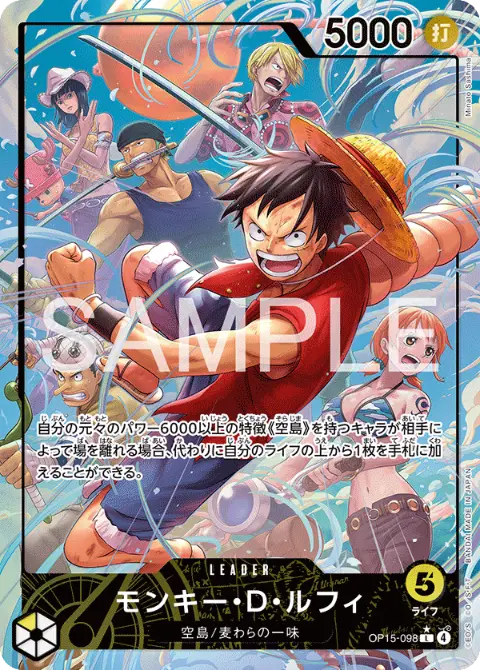 5000
打
Minato Sashima
SAMPLE
自分の元々のパワー6000以上の特徴《空島》を持つキャラが相手に
よって場を離れる場合、代わりに自分のライフの上から1枚を手札に加
えることができる。
LEADER
モンキー・D・ルフィ
空島/麦わらの一味
5
ライフ
OP15-098 L 4
BANDAI MADE IN JAPAN